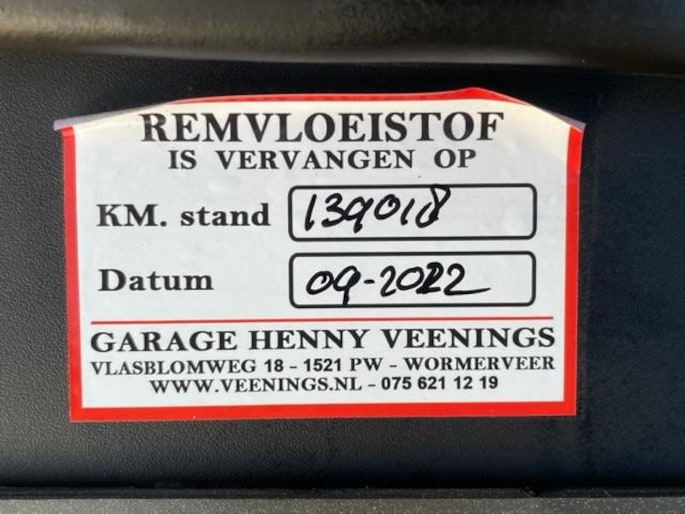 REMVLOEISTOF
IS VERVANGEN OP
KM. stand 139018
Datum 09-2022
GARAGE HENNY VEENINGS
VLASBLOMWEG 18 - 1521 PW - WORMERVEER
WWW.VEENINGS.NL - 075 621 12 19